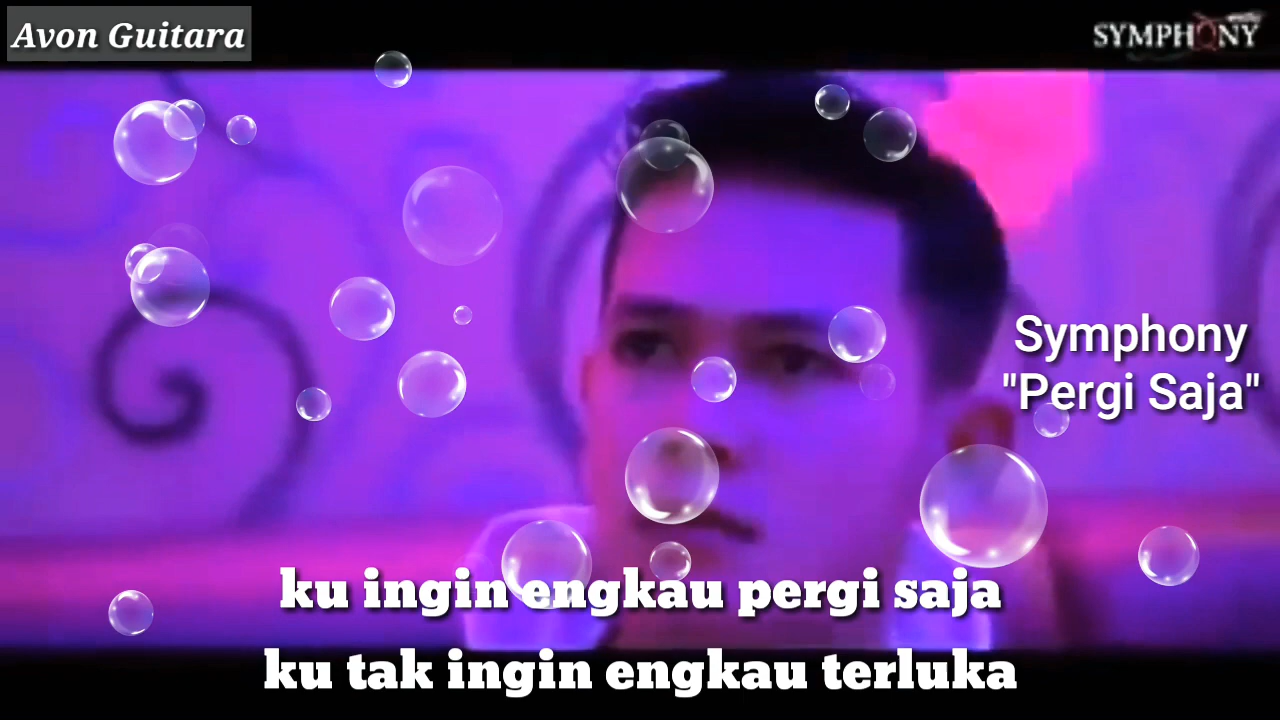 Avon Guitara
SYMPHONY
Symphony
"Pergi Saja"
ku ingin engkau pergi saja
ku tak ingin engkau terluka